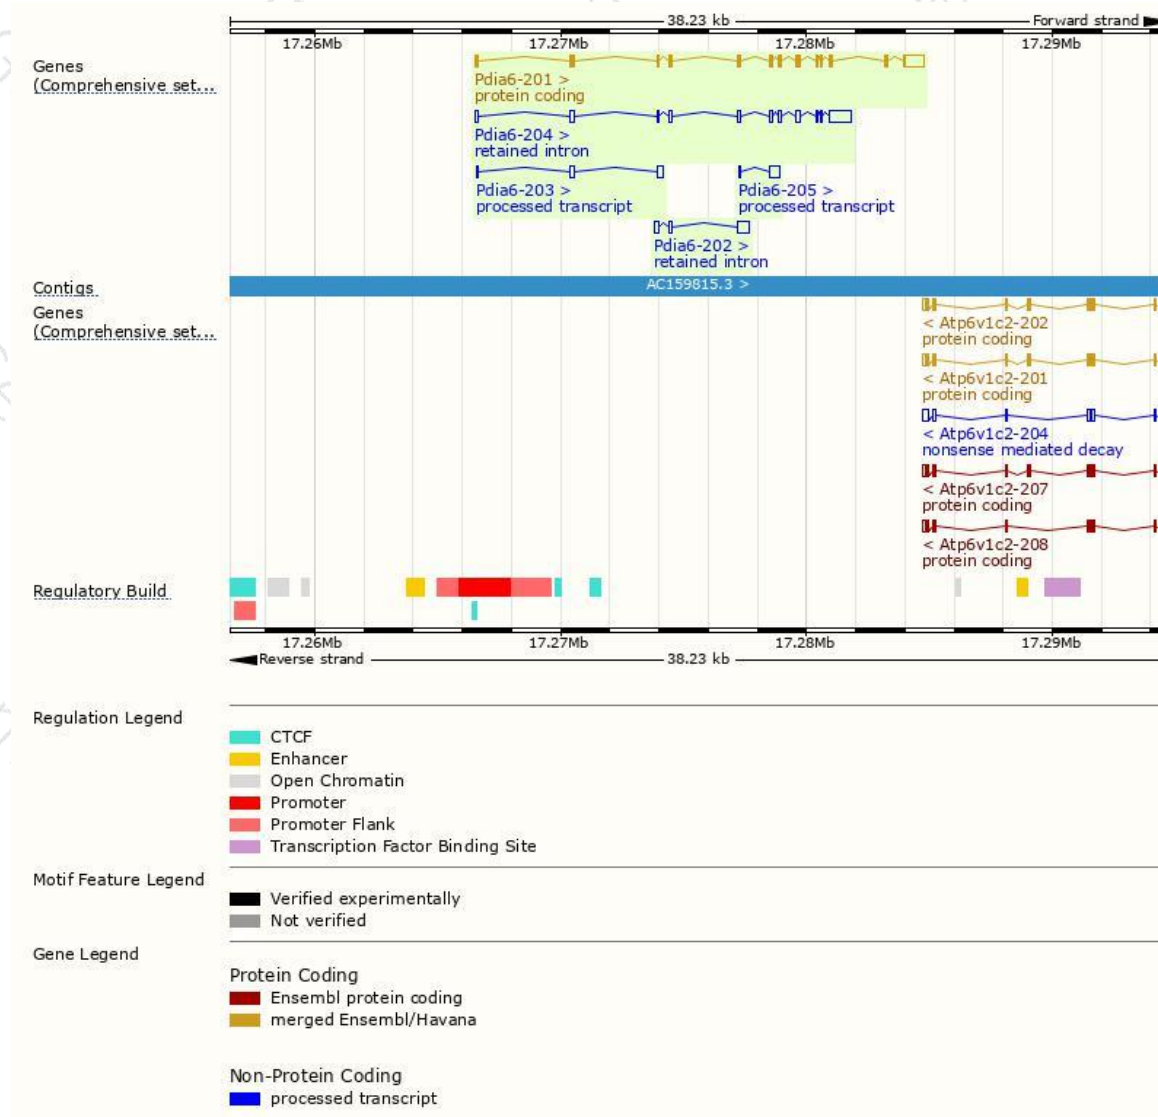 38.23 kb
Forward strand
17.26Mb 17.27Mb 17.28Mb 17.29Mb
Genes
(Comprehensive set...
Pdia6-201 >
protein coding
Pdia6-204 >
retained intron
Pdia6-203 > Pdia6-205 >
processed transcript processed transcript
Pdia6-202 >
retained intron
Contigs
AC159815.3 >
Genes
(Comprehensive set...
< Atp6v1c2-202
protein coding
< Atp6v1c2-201
protein coding
< Atp6v1c2-204
nonsense mediated decay
< Atp6v1c2-207
protein coding
< Atp6v1c2-208
protein coding
Regulatory Build
17.26Mb 17.27Mb 17.28Mb 17.29Mb
Reverse strand 38.23 kb
Regulation Legend
CTCF
Enhancer
Open Chromatin
Promoter
Promoter Flank
Transcription Factor Binding Site
Motif Feature Legend
Verified experimentally
Not verified
Gene Legend
Protein Coding
Ensembl protein coding
merged Ensembl/Havana
Non-Protein Coding
processed transcript